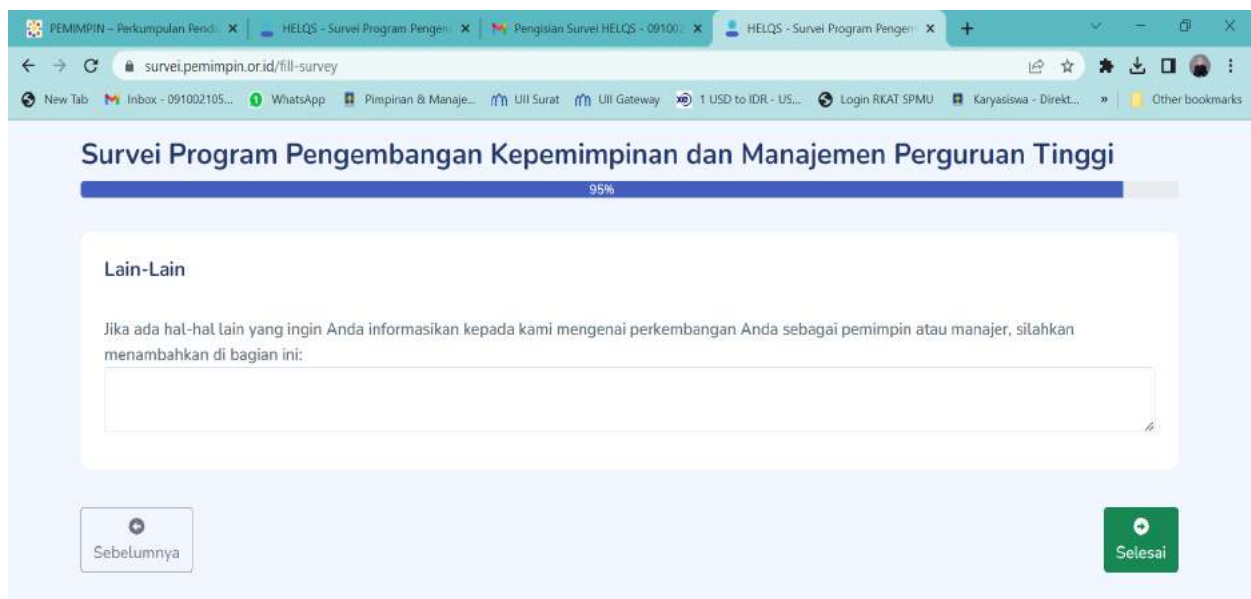 PEMIMPIN – Perkumpulan Pendi
HELQS - Survei Program Pengem
Pengisian Survei HELQS - 09100
HELQS - Survei Program Pengem
survei.pemimpin.or.id/fill-survey
New Tab
Inbox - 091002105...
WhatsApp
Pimpinan & Manaje...
UII Surat
UII Gateway
1 USD to IDR - US...
Login RKAT SPMU
Karyasiswa - Direkt...
»
Other bookmarks
Survei Program Pengembangan Kepemimpinan dan Manajemen Perguruan Tinggi
95%
Lain-Lain
Jika ada hal-hal lain yang ingin Anda informasikan kepada kami mengenai perkembangan Anda sebagai pemimpin atau manajer, silahkan
menambahkan di bagian ini:
Sebelumnya
Selesai